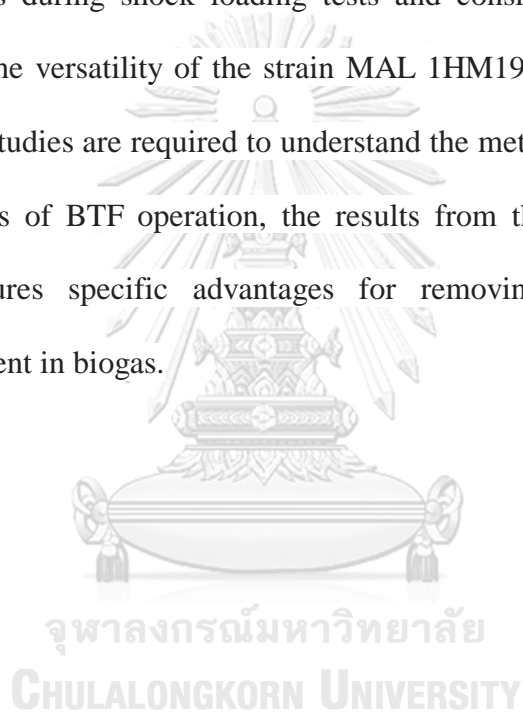 s during shock loading tests and consi
he versatility of the strain MAL 1HM19
tudies are required to understand the met
s of BTF operation, the results from th
ures specific advantages for removin
ent in biogas.
จุฬาลงกรณ์มหาวิทยาลัย
CHULALONGKORN UNIVERSITY